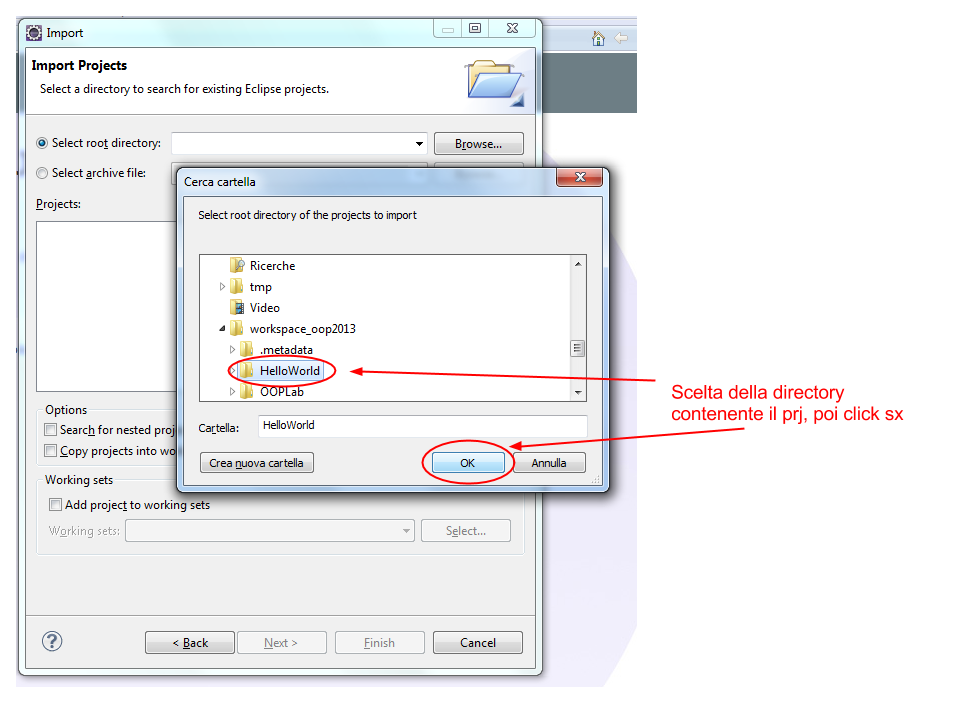 Import
Import Projects
Select a directory to search for existing Eclipse projects.
Select root directory:
Browse...
Select archive file:
Projects:
Cerca cartella
Select root directory of the projects to import
Ricerche
tmp
Video
workspace_oop2013
.metadata
HelloWorld
OOPLab
Cartella:
HelloWorld
Crea nuova cartella
OK
Annulla
Scelta della directory
contenente il prj, poi click sx
Options
Search for nested proj
Copy projects into wo
Working sets
Add project to working sets
Working sets:
Select...
?
< Back
Next >
Finish
Cancel